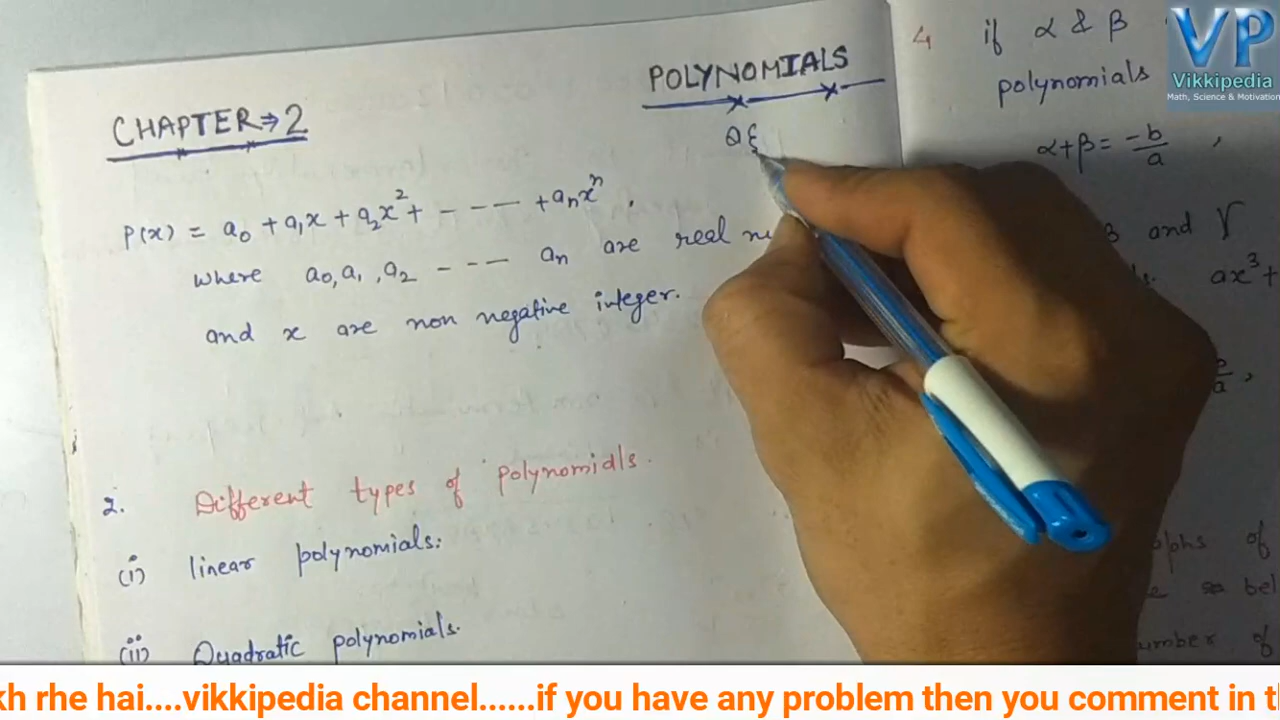 CHAPTER→2
POLYNOMIALS
P(x) = a₀ + a₁x + a₂x² + - - - - + aₙxⁿ .
where a₀, a₁, a₂ - - - aₙ are real
and x are non negative integer.
2. Different types of polynomials.
(i) linear polynomials:
(ii) Quadratic polynomials.
4 if α & β
polynomials
α+β = -b/a ,
and γ
ax³+
of
VP
Vikkipedia
Math, Science & Motivation
kh rhe hai....vikkipedia channel......if you have any problem then you comment in th